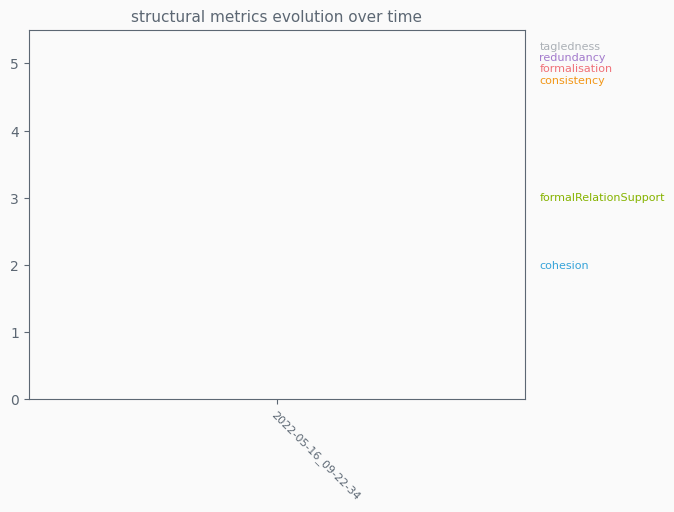 structural metrics evolution over time
5
4
3
2
1
0
2022-05-16_09-22-34
tagledness
redundancy
formalisation
consistency
formalRelationSupport
cohesion